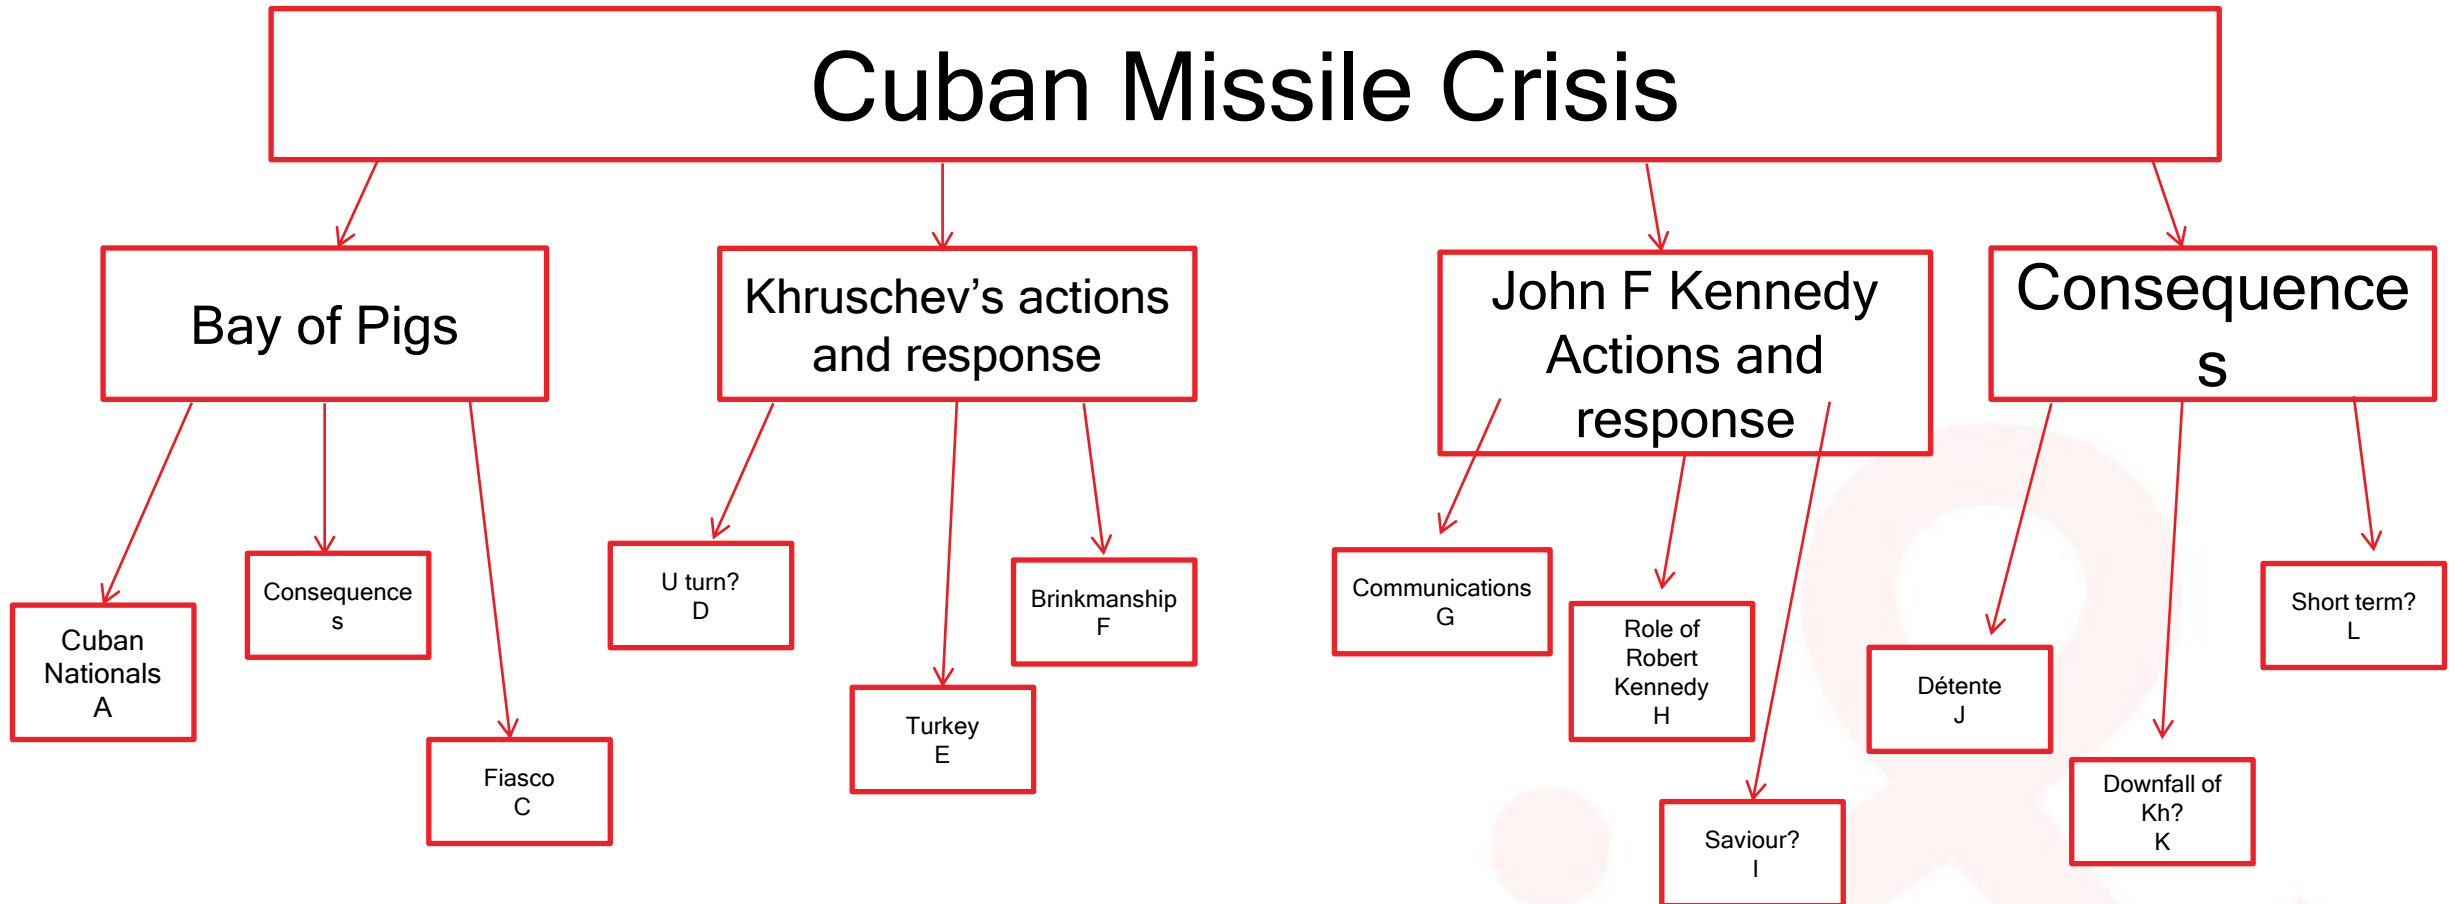 Cuban Missile Crisis
Bay of Pigs
Khruschev’s actions
and response
John F Kennedy
Actions and
response
Consequence
s
Cuban
Nationals
A
Consequence
s
Fiasco
C
U turn?
D
Turkey
E
Brinkmanship
F
Communications
G
Role of
Robert
Kennedy
H
Saviour?
I
Détente
J
Downfall of
Kh?
K
Short term?
L